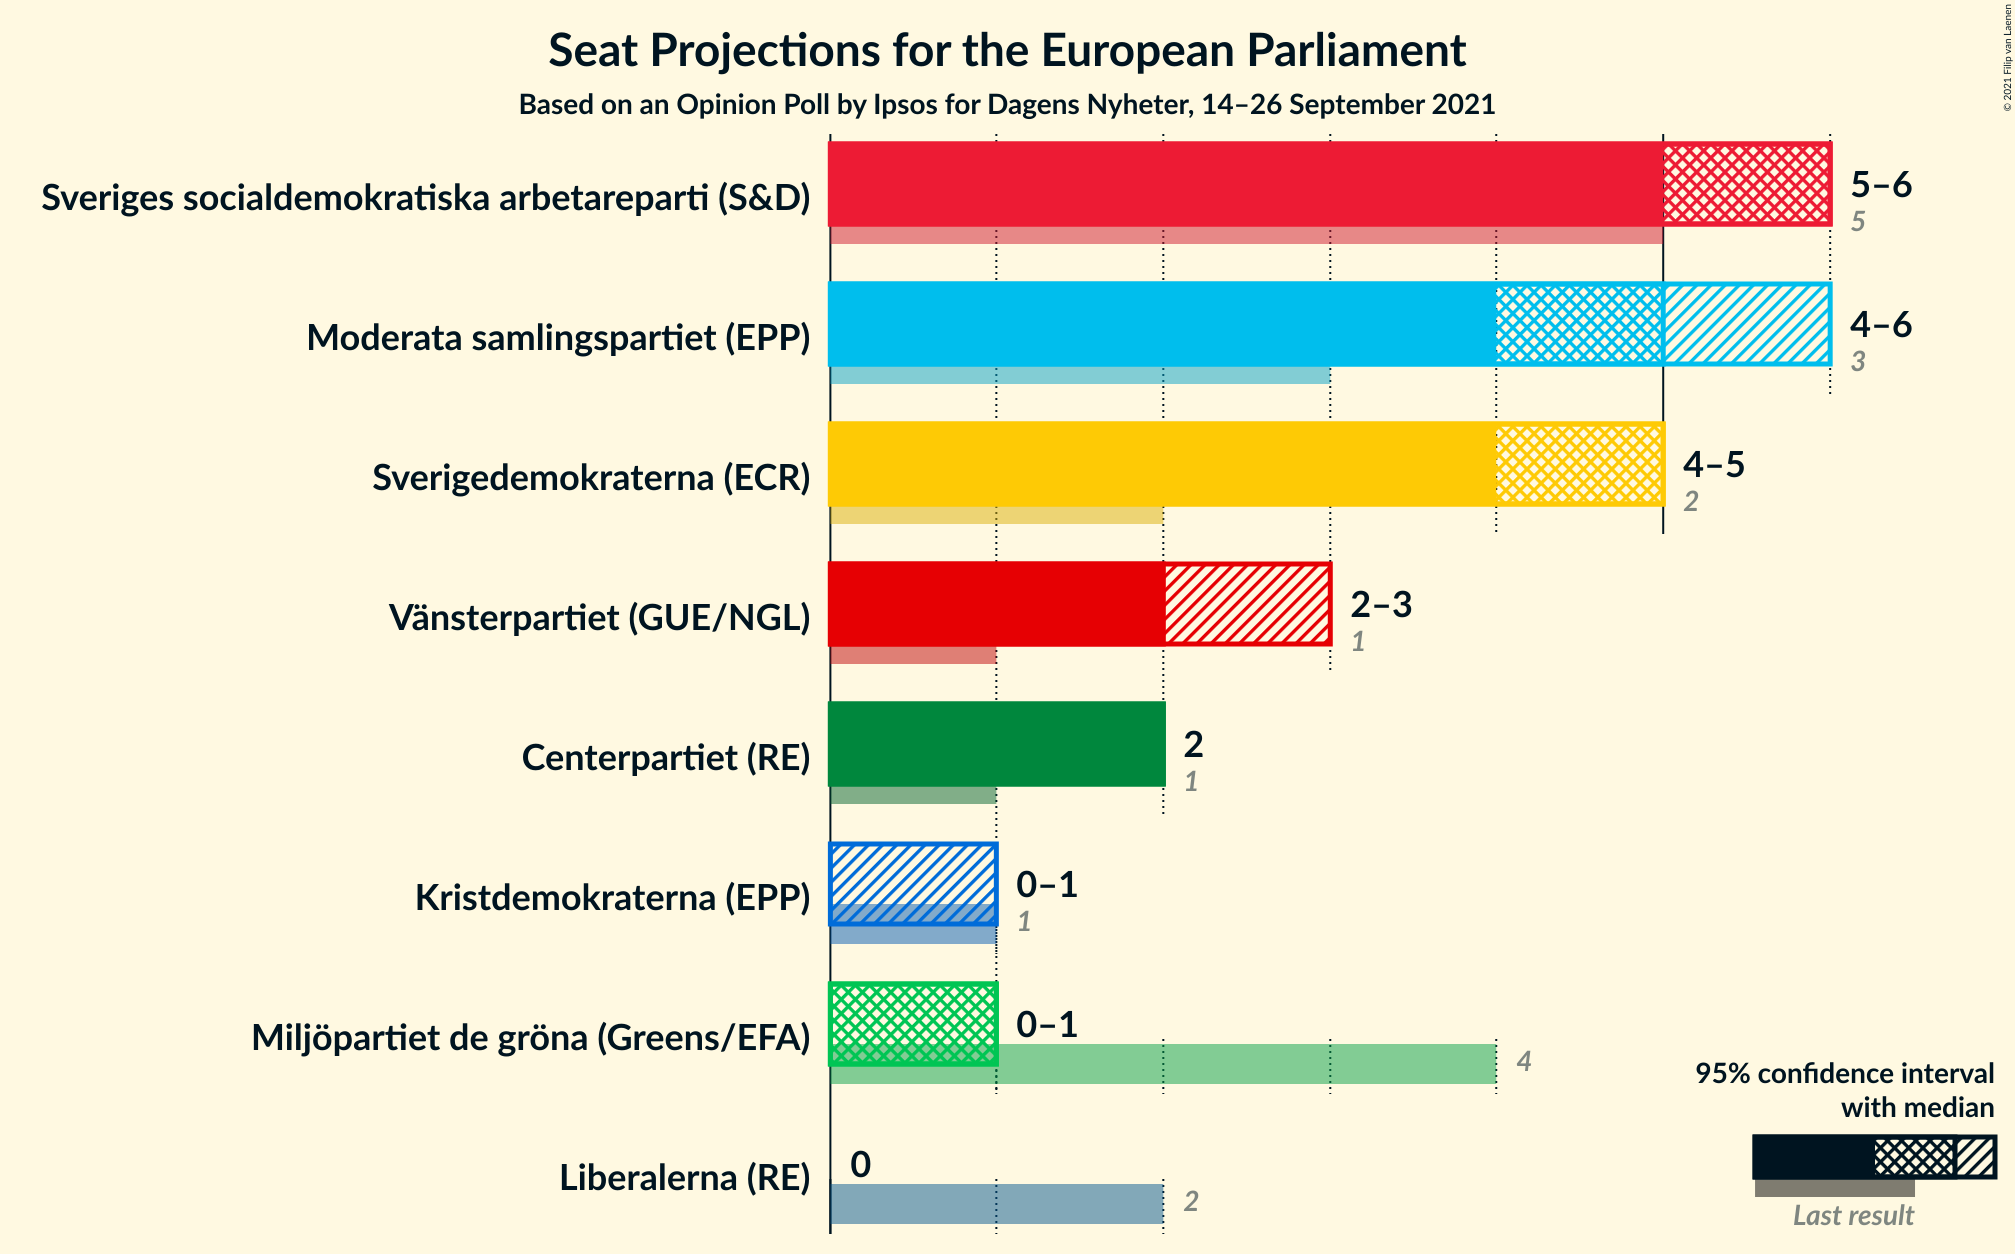 Seat Projections for the European Parliament
Based on an Opinion Poll by Ipsos for Dagens Nyheter, 14–26 September 2021
© 2021 Filip van Laenen
Sveriges socialdemokratiska arbetareparti (S&D)
5–6
5
Moderata samlingspartiet (EPP)
4–6
3
Sverigedemokraterna (ECR)
4–5
2
Vänsterpartiet (GUE/NGL)
2–3
1
Centerpartiet (RE)
2
1
Kristdemokraterna (EPP)
0–1
1
Miljöpartiet de gröna (Greens/EFA)
0–1
4
Liberalerna (RE)
0
2
95% confidence interval
with median
Last result